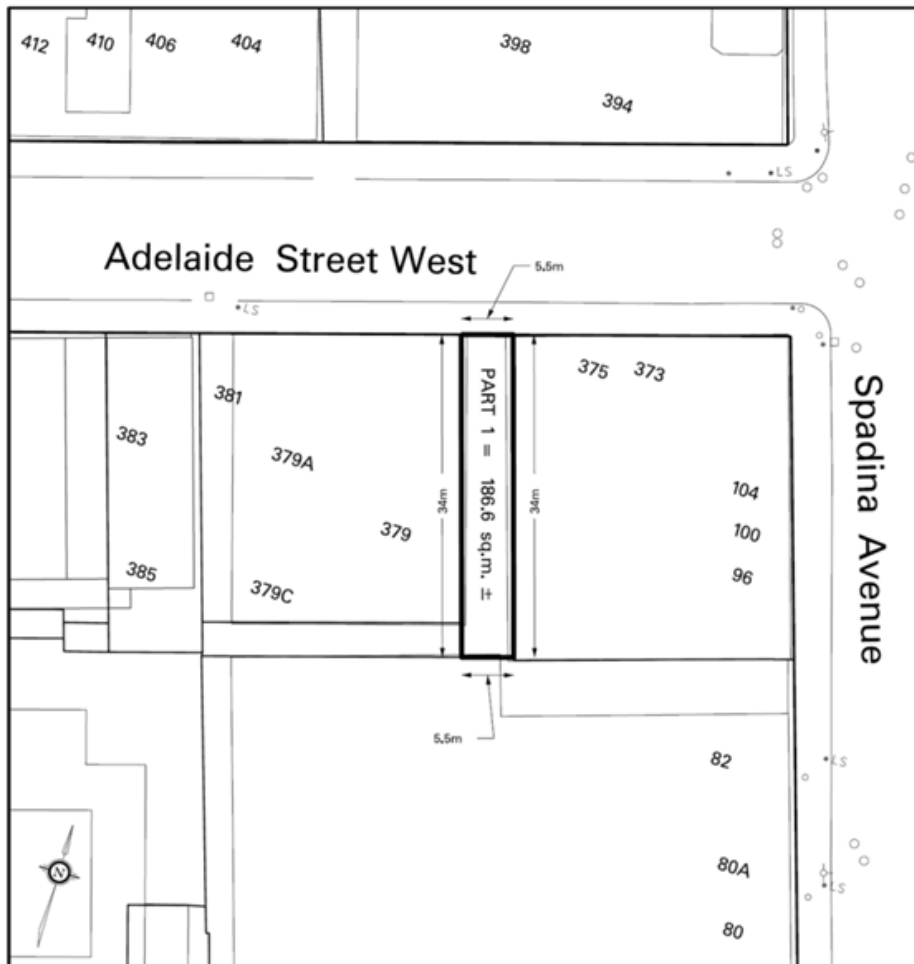 412 410 406 404 398
394
LS
Adelaide Street West
5.5m
LS
381 375 373
383 379A
PART 1 = 186.6 sq.m. ±
34m 34m
104
379 100
385 379C 96
Spadina Avenue
5.5m
82
LS
80A
LS
80
N